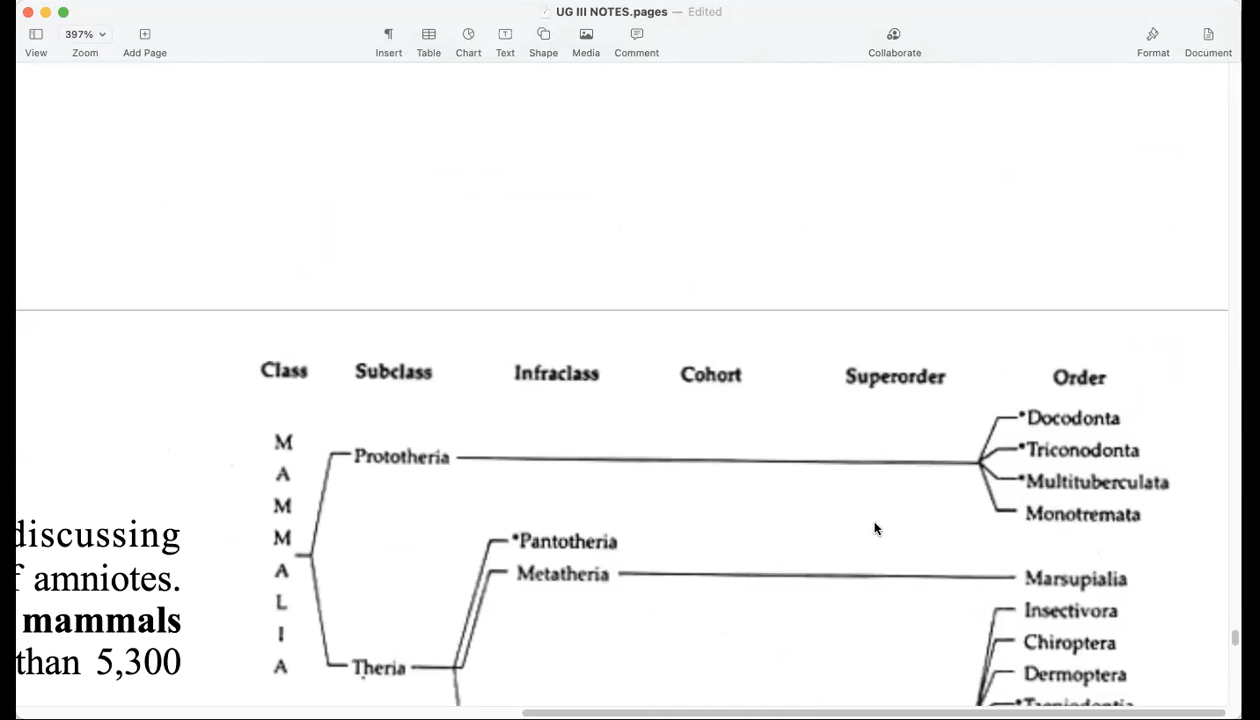 UG III NOTES.pages — Edited
397%
View Zoom Add Page Insert Table Chart Text Shape Media Comment Collaborate Format Document
Class Subclass Infraclass Cohort Superorder Order
MAMMALIA
Prototheria
*Docodonta
*Triconodonta
*Multituberculata
Monotremata
*Pantotheria
Metatheria
Marsupialia
Insectivora
Chiroptera
Dermoptera
Theria
discussing
f amniotes.
mammals
than 5,300